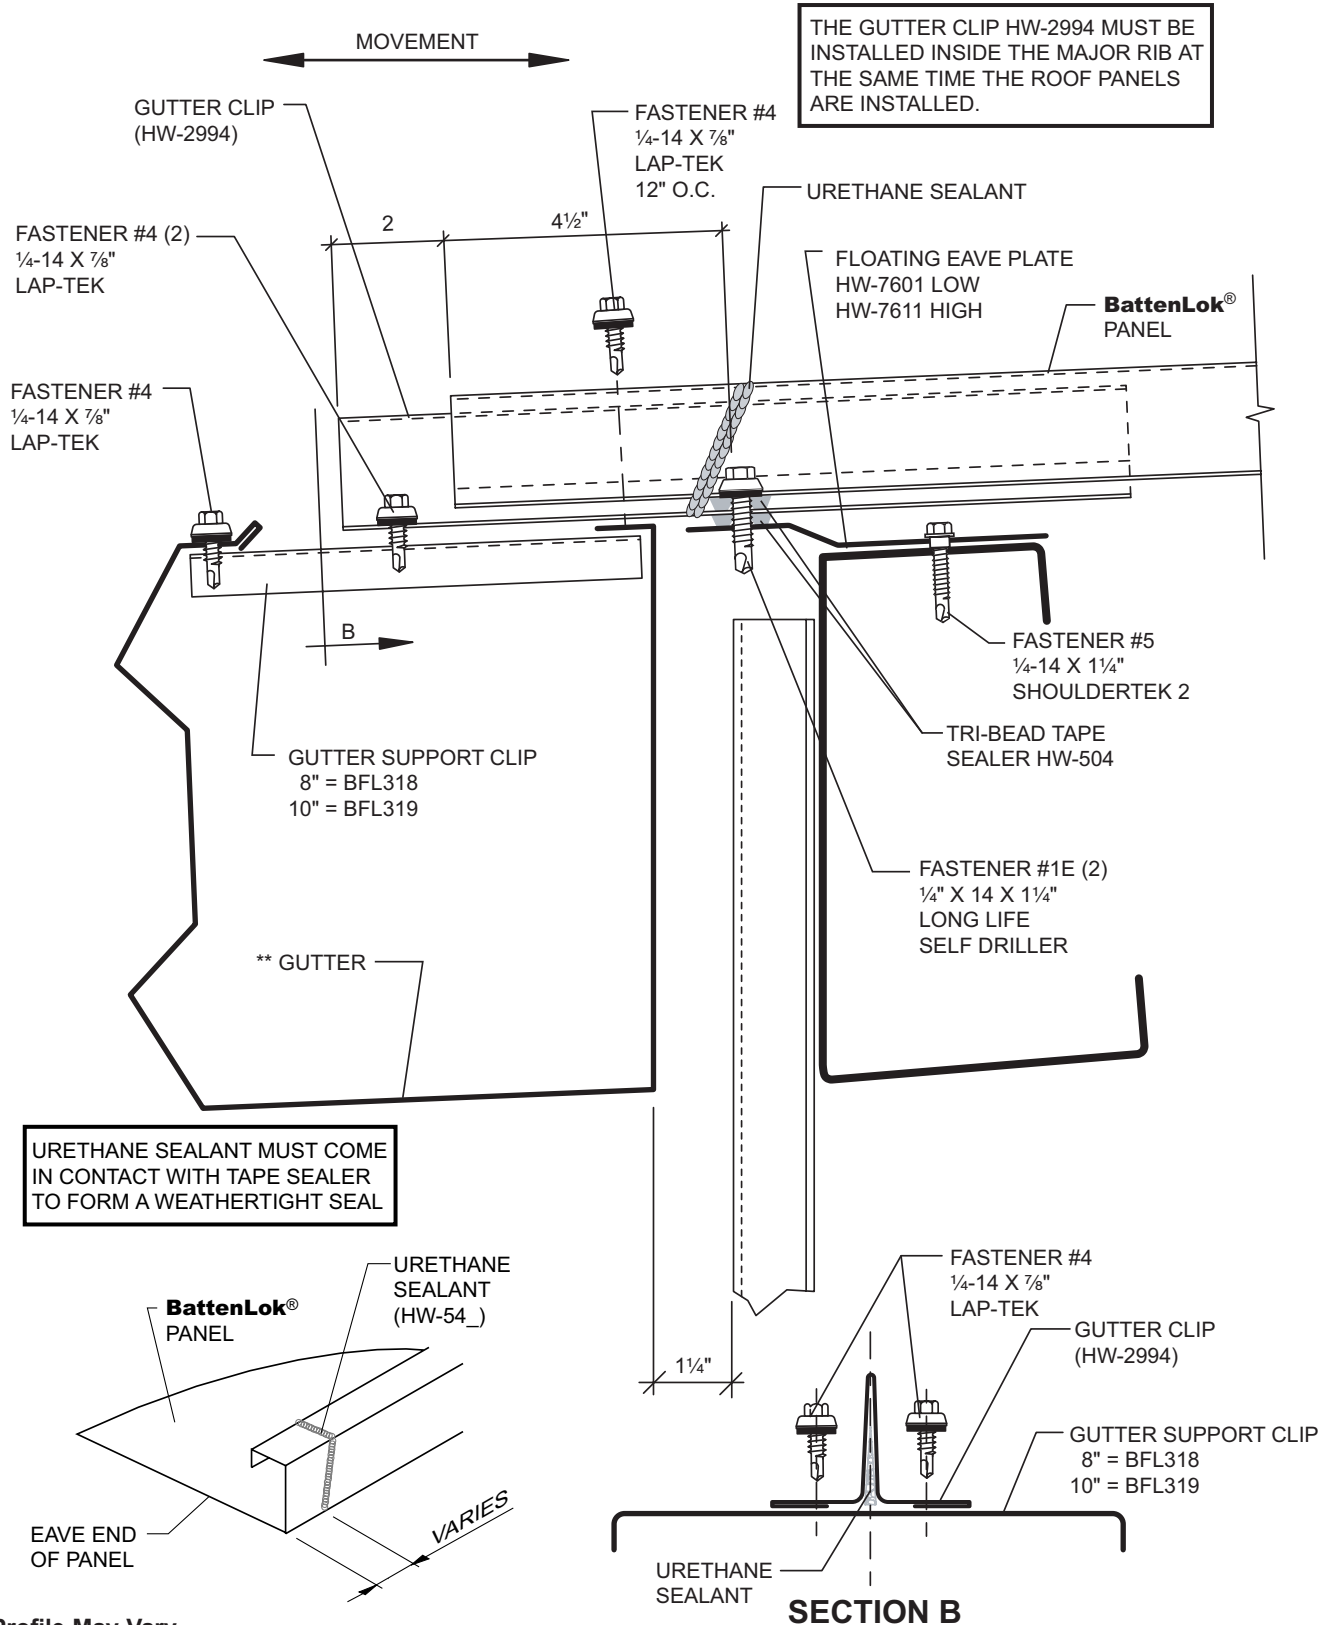 THE GUTTER CLIP HW-2994 MUST BE
INSTALLED INSIDE THE MAJOR RIB AT
THE SAME TIME THE ROOF PANELS
ARE INSTALLED.
MOVEMENT
GUTTER CLIP
(HW-2994)
FASTENER #4
¼-14 X ⅞"
LAP-TEK
12" O.C.
URETHANE SEALANT
2
4½"
FASTENER #4 (2)
¼-14 X ⅞"
LAP-TEK
FLOATING EAVE PLATE
HW-7601 LOW
HW-7611 HIGH
BattenLok®
PANEL
FASTENER #4
¼-14 X ⅞"
LAP-TEK
B
FASTENER #5
¼-14 X 1¼"
SHOULDERTEK 2
TRI-BEAD TAPE
SEALER HW-504
GUTTER SUPPORT CLIP
8" = BFL318
10" = BFL319
FASTENER #1E (2)
¼" X 14 X 1¼"
LONG LIFE
SELF DRILLER
** GUTTER
URETHANE SEALANT MUST COME
IN CONTACT WITH TAPE SEALER
TO FORM A WEATHERTIGHT SEAL
URETHANE
SEALANT
(HW-54_)
BattenLok®
PANEL
EAVE END
OF PANEL
VARIES
1¼"
FASTENER #4
¼-14 X ⅞"
LAP-TEK
GUTTER CLIP
(HW-2994)
GUTTER SUPPORT CLIP
8" = BFL318
10" = BFL319
URETHANE
SEALANT
SECTION B
Profile May Vary